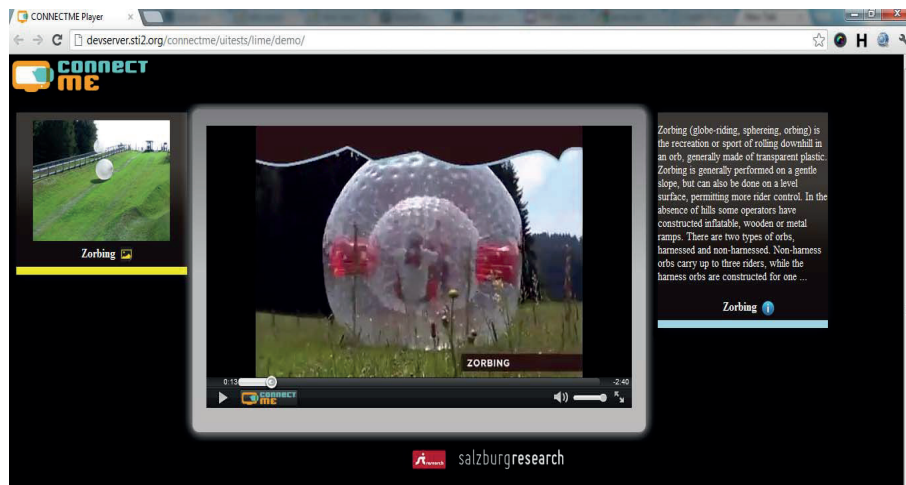 CONNECTME Player
devserver.sti2.org/connectme/uitests/lime/demo/
CONNECT
ME
Zorbing
ZORBING
0:13
-2:40
CONNECT
ME
Zorbing (globe-riding, sphereing, orbing) is
the recreation or sport of rolling downhill in
an orb, generally made of transparent plastic.
Zorbing is generally performed on a gentle
slope, but can also be done on a level
surface, permitting more rider control. In the
absence of hills some operators have
constructed inflatable, wooden or metal
ramps. There are two types of orbs,
harnessed and non-harnessed. Non-harness
orbs carry up to three riders, while the
harness orbs are constructed for one ...
Zorbing
research
salzburgresearch